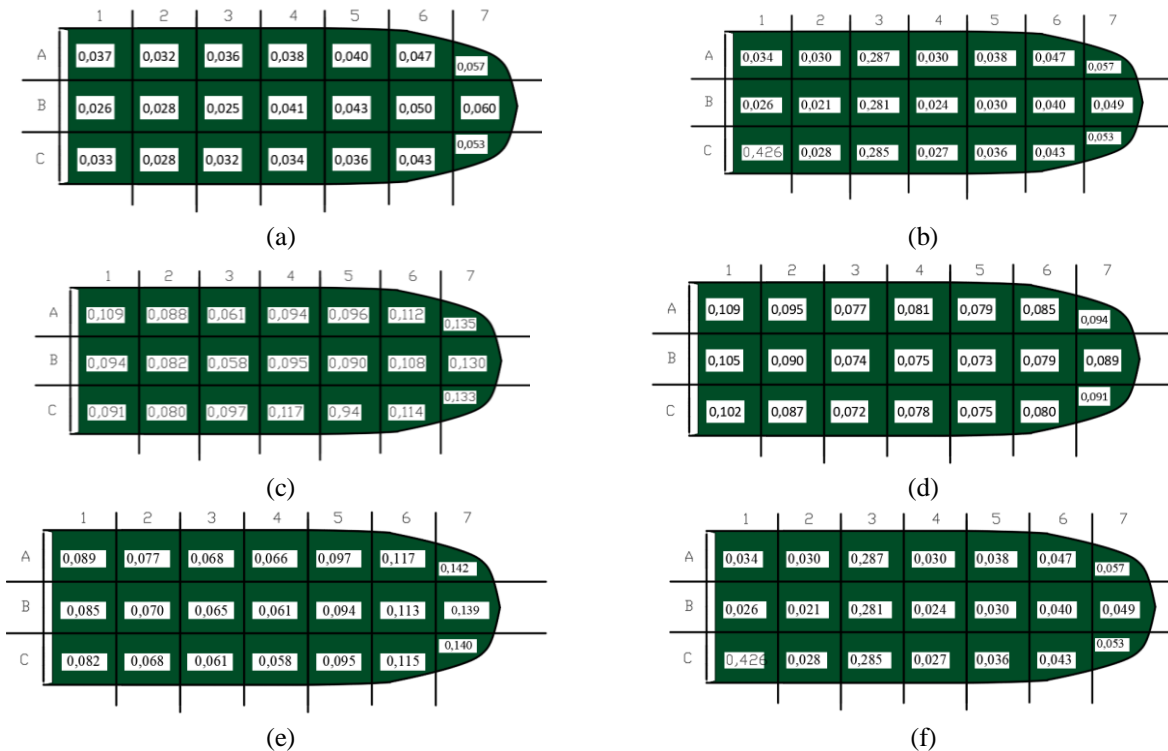 1 2 3 4 5 6 7
A 0,037 0,032 0,036 0,038 0,040 0,047 0,057
B 0,026 0,028 0,025 0,041 0,043 0,050 0,060
C 0,033 0,028 0,032 0,034 0,036 0,043 0,053
(a)
1 2 3 4 5 6 7
A 0,034 0,030 0,287 0,030 0,038 0,047 0,057
B 0,026 0,021 0,281 0,024 0,030 0,040 0,049
C 0,426 0,028 0,285 0,027 0,036 0,043 0,053
(b)
1 2 3 4 5 6 7
A 0,109 0,088 0,061 0,094 0,096 0,112 0,135
B 0,094 0,082 0,058 0,095 0,090 0,108 0,130
C 0,091 0,080 0,097 0,117 0,94 0,114 0,133
(c)
1 2 3 4 5 6 7
A 0,109 0,095 0,077 0,081 0,079 0,085 0,094
B 0,105 0,090 0,074 0,075 0,073 0,079 0,089
C 0,102 0,087 0,072 0,078 0,075 0,080 0,091
(d)
1 2 3 4 5 6 7
A 0,089 0,077 0,068 0,066 0,097 0,117 0,142
B 0,085 0,070 0,065 0,061 0,094 0,113 0,139
C 0,082 0,068 0,061 0,058 0,095 0,115 0,140
(e)
1 2 3 4 5 6 7
A 0,034 0,030 0,287 0,030 0,038 0,047 0,057
B 0,026 0,021 0,281 0,024 0,030 0,040 0,049
C 0,426 0,028 0,285 0,027 0,036 0,043 0,053
(f)